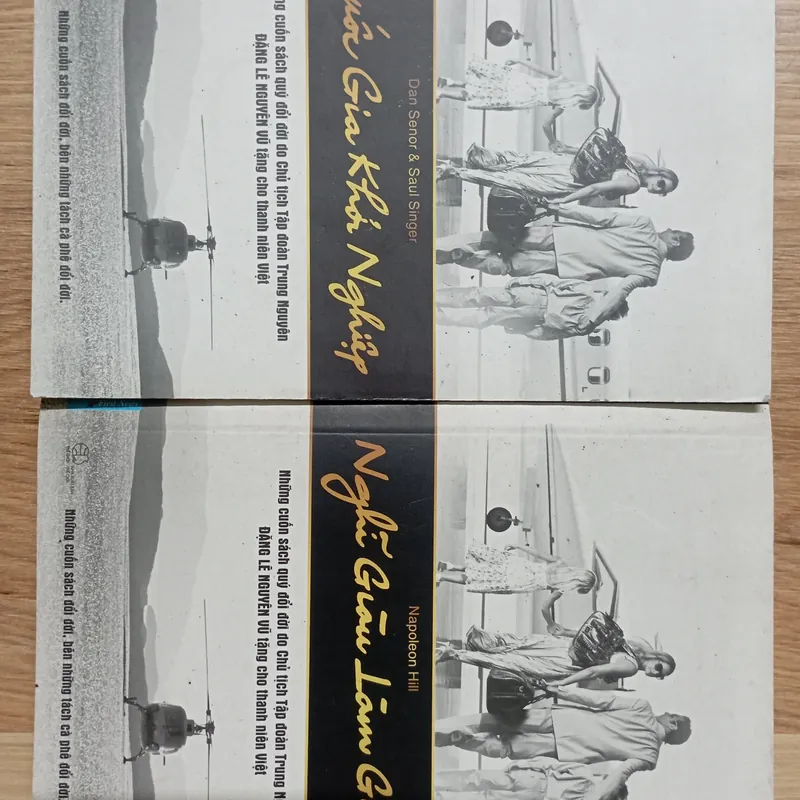 Dan Senor & Saul Singer
uốc Gia Khởi Nghiệp
ững cuốn sách quý đổi đời do Chủ tịch Tập đoàn Trung Nguyên
ĐẶNG LÊ NGUYÊN VŨ tặng cho thanh niên Việt
Những cuốn sách đổi đời, bên những tách cà phê đổi đời.
Napoleon Hill
Nghĩ Giàu Làm G
Những cuốn sách quý đổi đời do Chủ tịch Tập đoàn Trung N
ĐẶNG LÊ NGUYÊN VŨ tặng cho thanh niên Việt
Những cuốn sách đổi đời, bên những tách cà phê đổi đời.